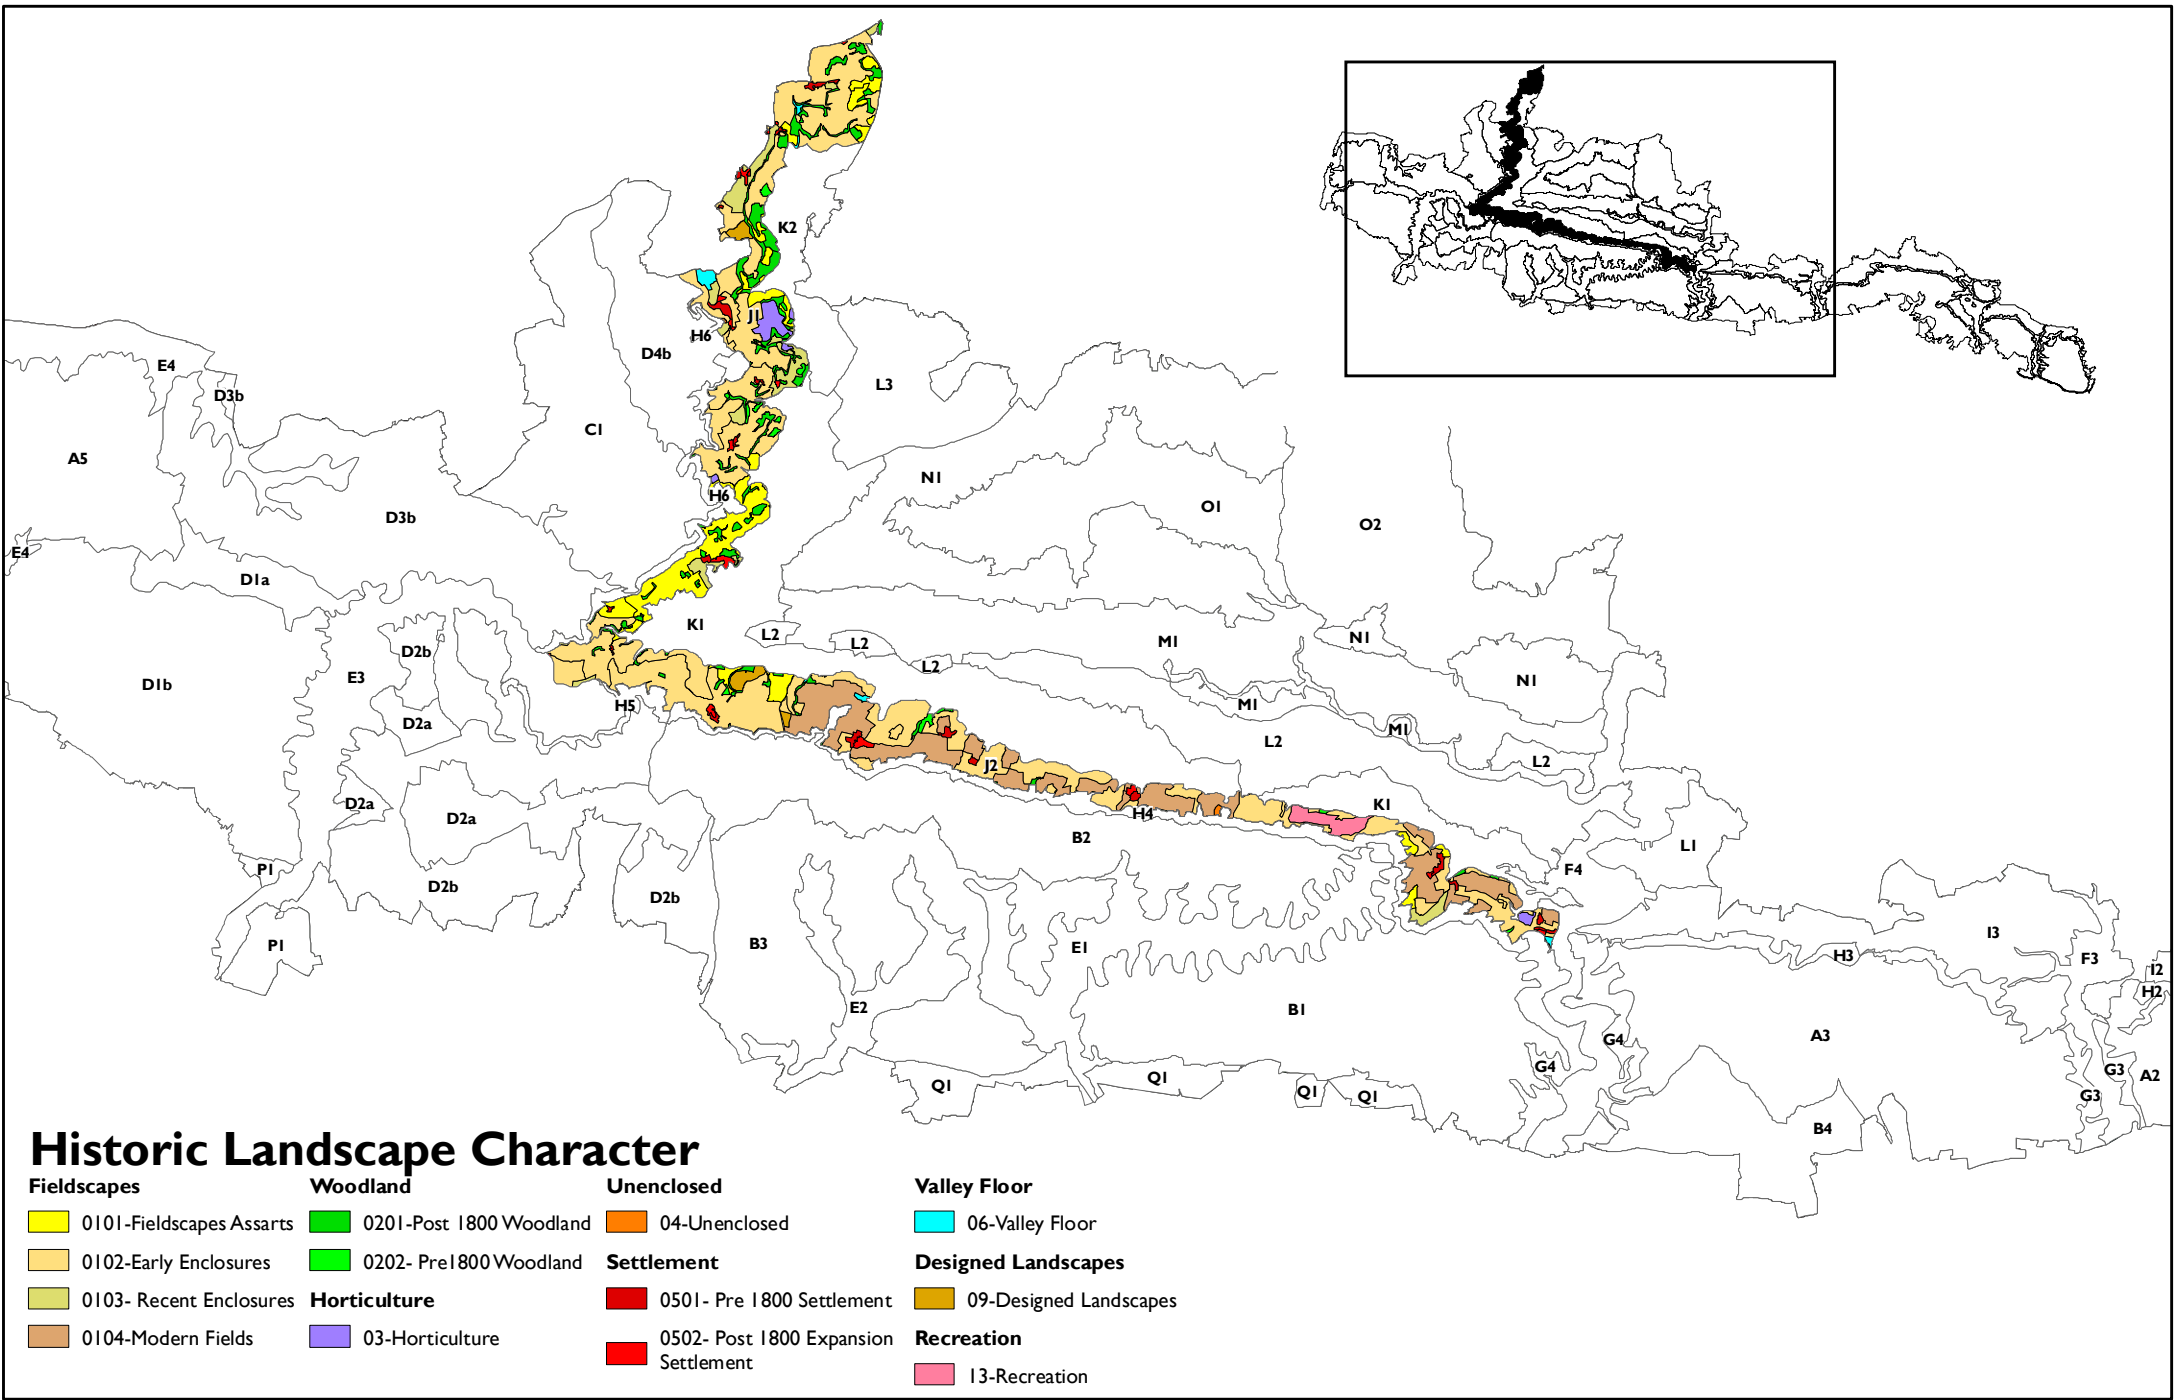 K2
J1
H6
D4b
E4
D3b
L3
C1
A5
N1
H6
O1
D3b
O2
E4
D1a
K1
L2
L2
M1
N1
D2b
L2
E3
N1
D1b
H5
M1
D2a
M1
L2
J2
L2
D2a
K1
H4
D2a
B2
L1
P1
F4
D2b
D2b
I3
P1
B3
E1
H3
F3
I2
H2
E2
B1
A3
G4
G4
G3
A2
Q1
Q1
Q1
Q1
G3
B4
Historic Landscape Character
Fieldscapes
0101-Fieldscapes Assarts
0102-Early Enclosures
0103- Recent Enclosures
0104-Modern Fields
Woodland
0201-Post 1800 Woodland
0202- Pre1800 Woodland
Horticulture
03-Horticulture
Unenclosed
04-Unenclosed
Settlement
0501- Pre 1800 Settlement
0502- Post 1800 Expansion
Settlement
Valley Floor
06-Valley Floor
Designed Landscapes
09-Designed Landscapes
Recreation
13-Recreation